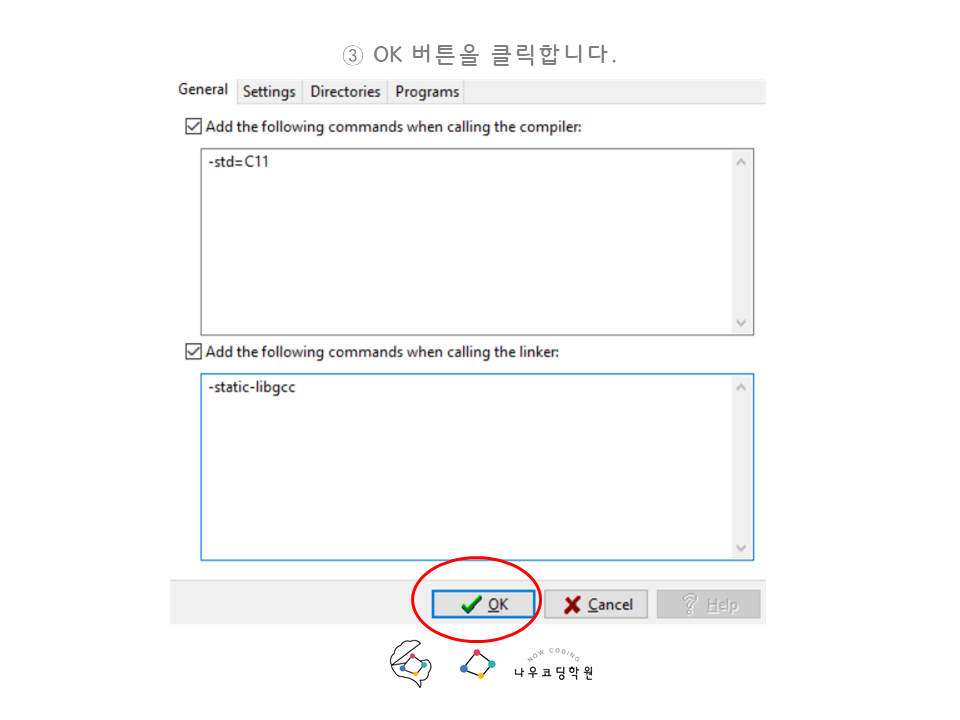 ③ OK 버튼을 클릭합니다.
General Settings Directories Programs
Add the following commands when calling the compiler:
-std=C11
Add the following commands when calling the linker:
-static-libgcc
OK Cancel Help
NOW CODING
나우코딩학원